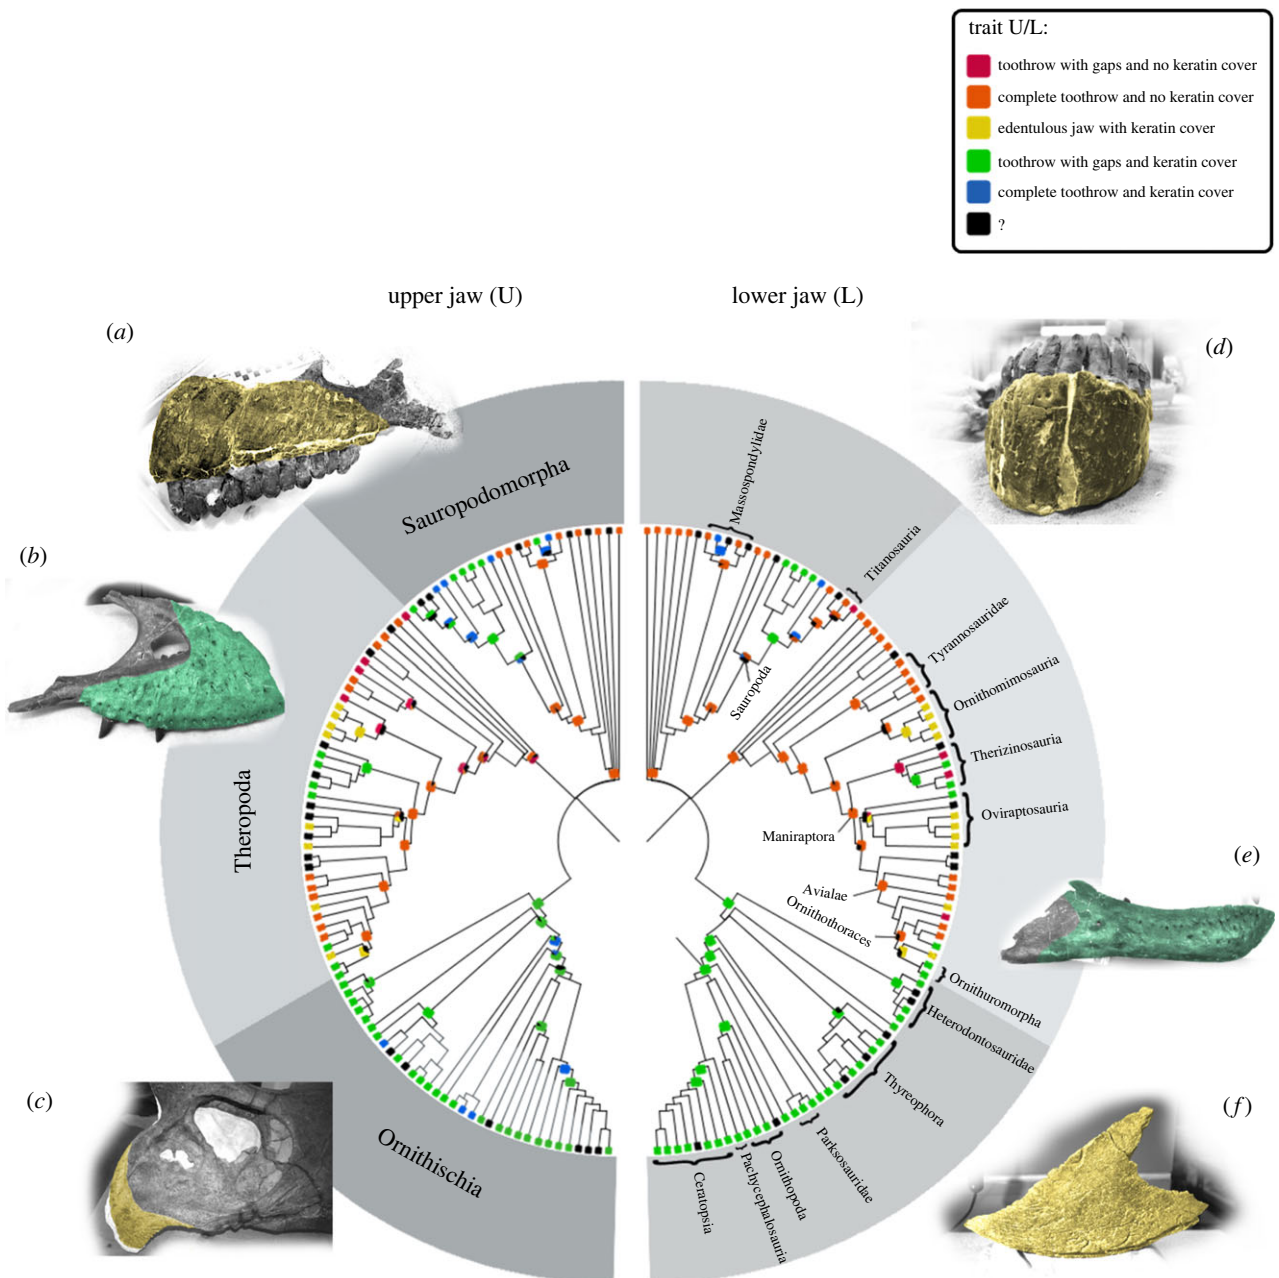 trait U/L:
toothrow with gaps and no keratin cover
complete toothrow and no keratin cover
edentulous jaw with keratin cover
toothrow with gaps and keratin cover
complete toothrow and keratin cover
?
upper jaw (U)
lower jaw (L)
(a)
(b)
(c)
(d)
(e)
(f)
Sauropodomorpha
Theropoda
Ornithischia
Massospondylidae
Titanosauria
Sauropoda
Tyrannosauridae
Ornithomimosauria
Therizinosauria
Oviraptosauria
Maniraptora
Avialae
Ornithothoraces
Ornithuromorpha
Heterodontosauridae
Thyreophora
Parksosauridae
Ornithopoda
Pachycephalosauria
Ceratopsia